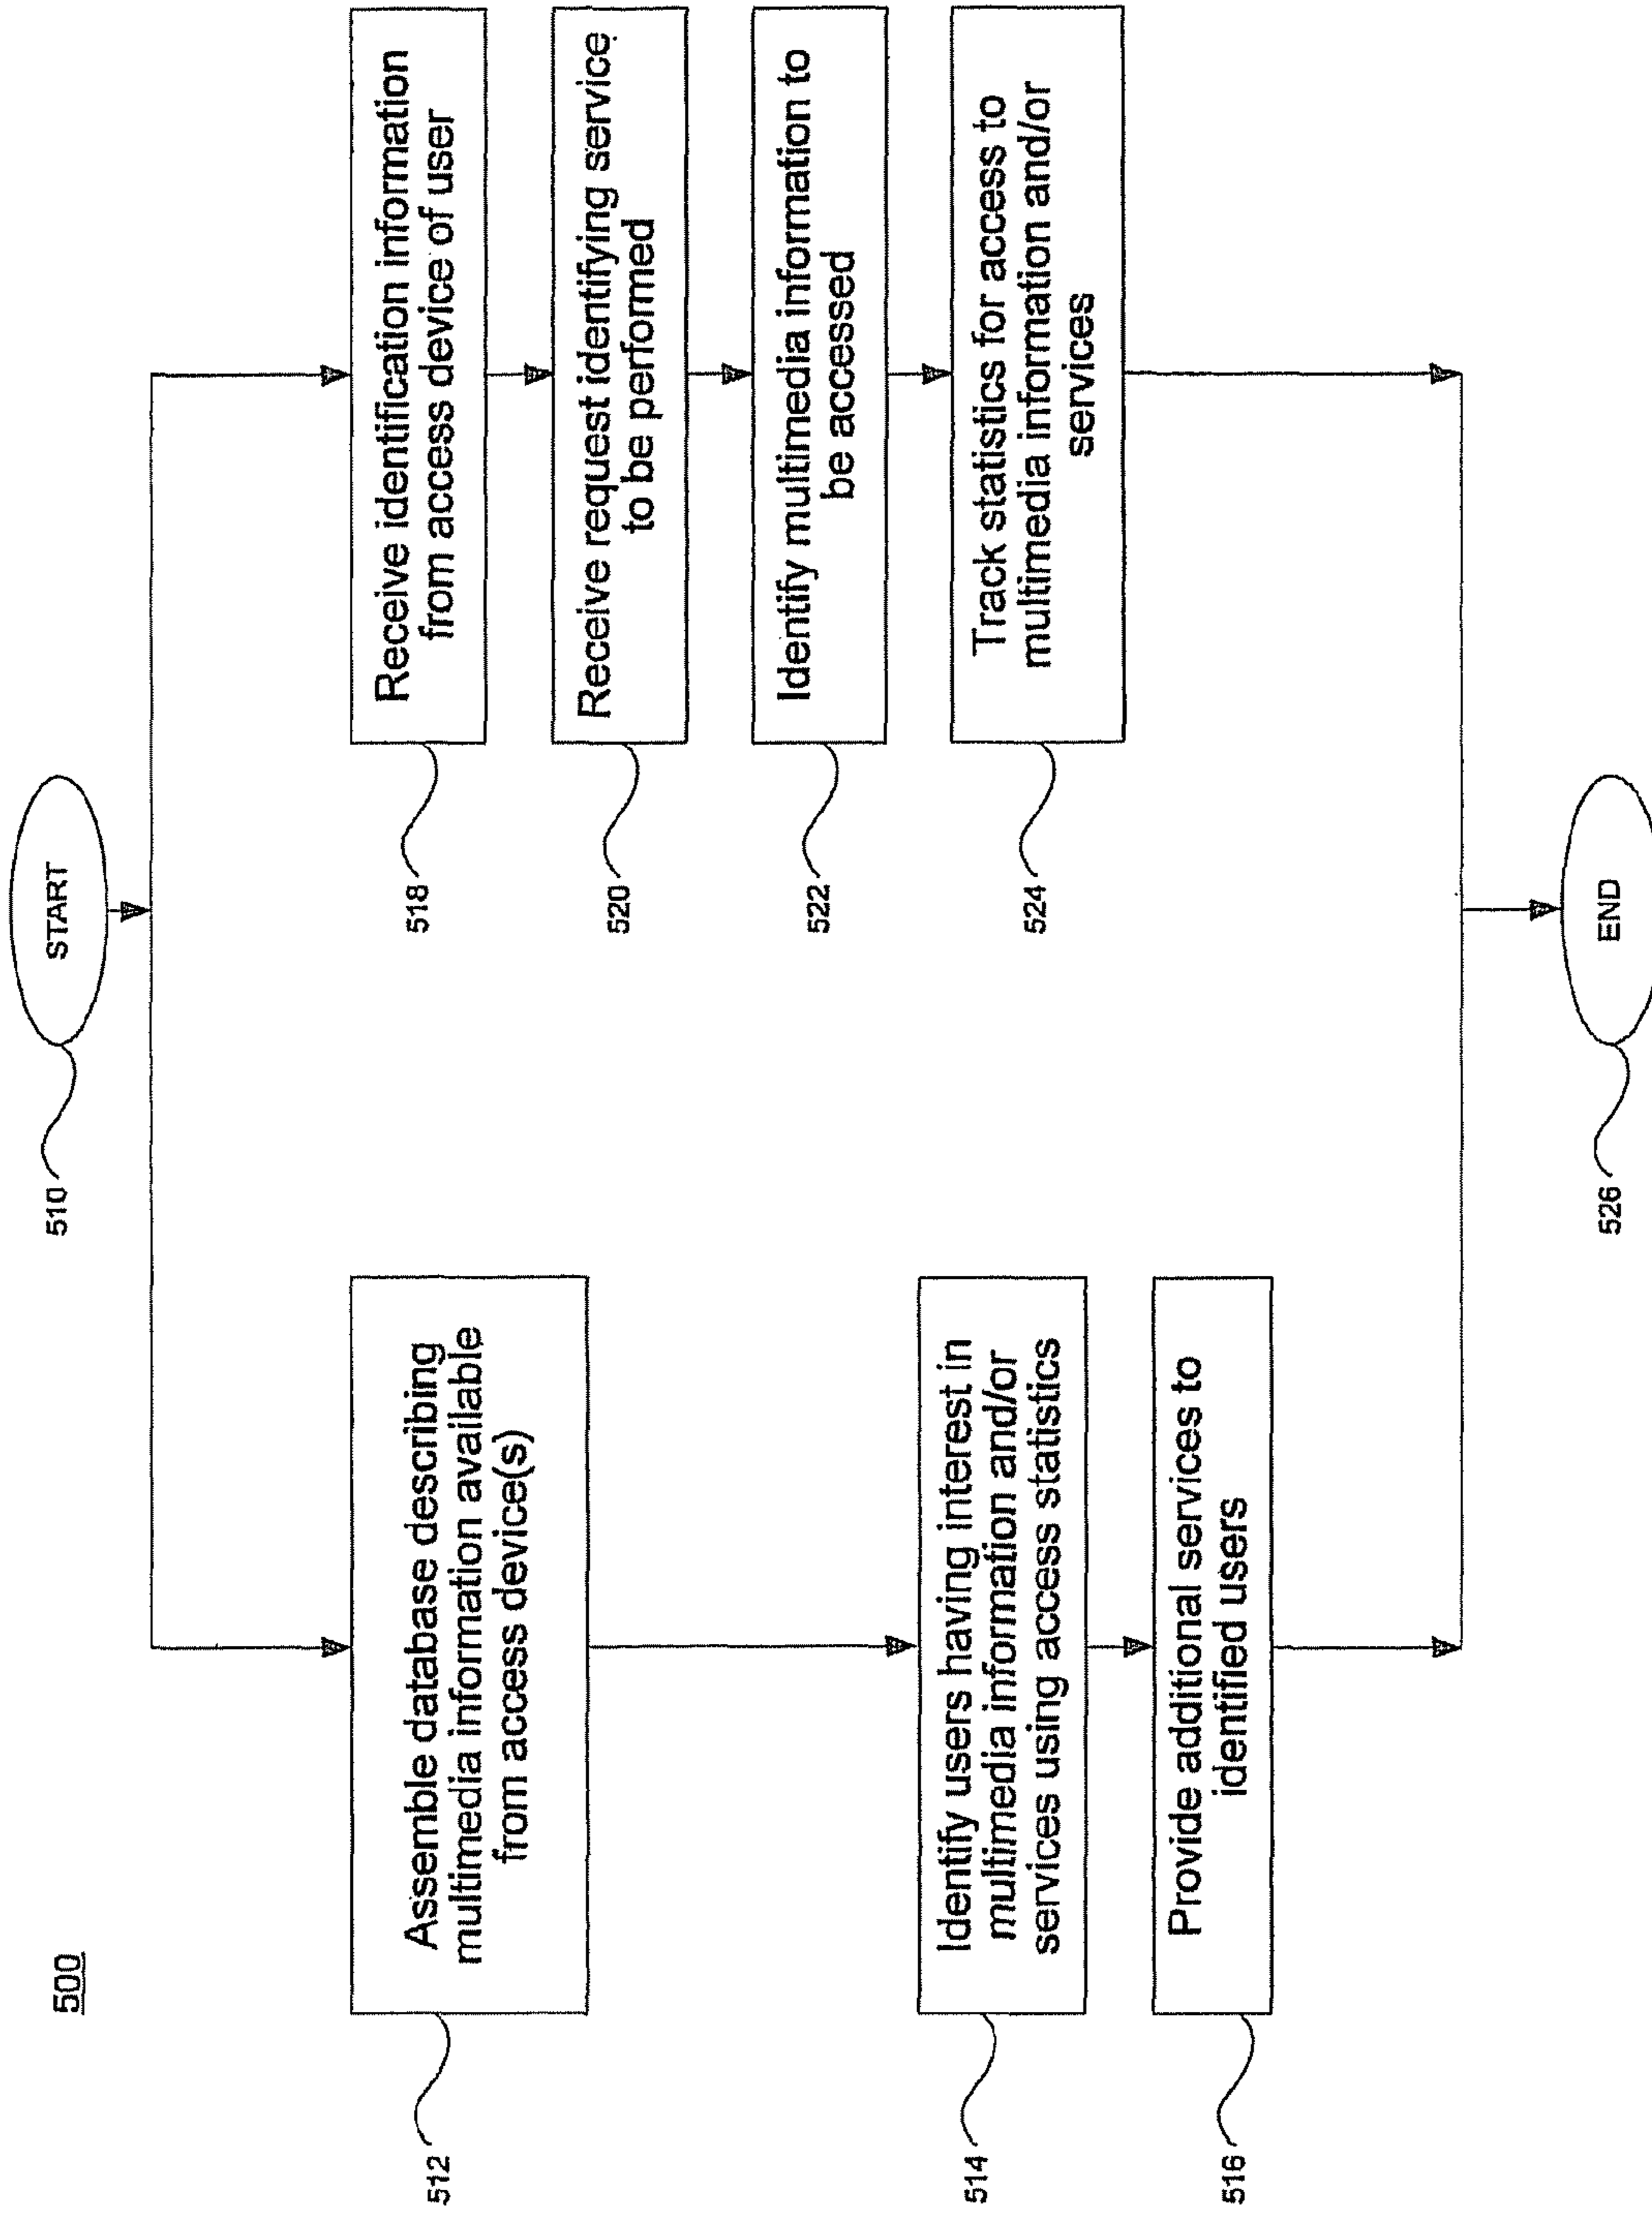 500
510
START
512
Assemble database describing
multimedia information available
from access device(s)
514
Identify users having interest in
multimedia information and/or
services using access statistics
516
Provide additional services to
identified users
518
Receive identification information
from access device of user
520
Receive request identifying service
to be performed
522
Identify multimedia information to
be accessed
524
Track statistics for access to
multimedia information and/or
services
526
END